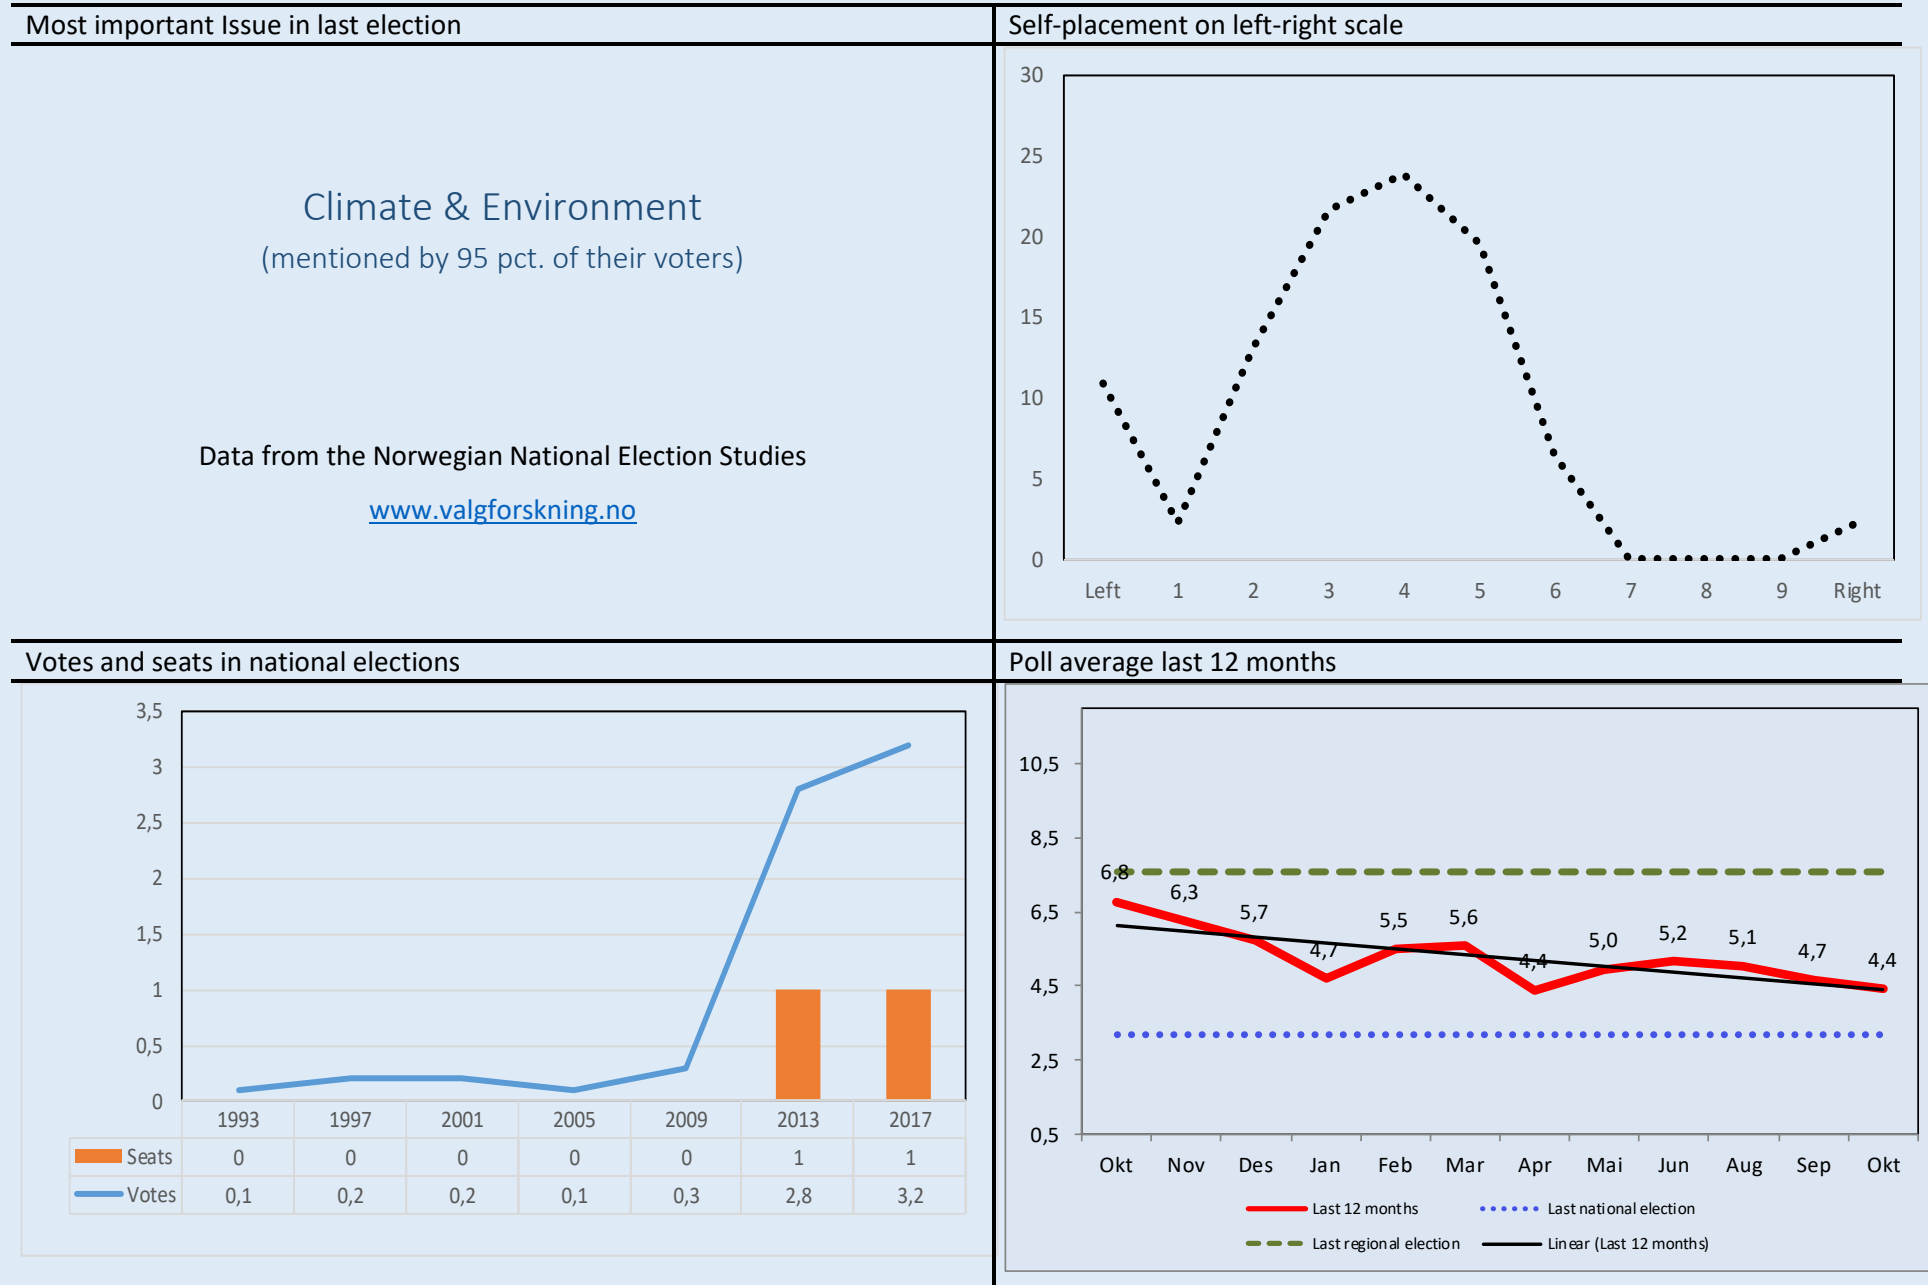 Most important Issue in last election
Climate & Environment
(mentioned by 95 pct. of their voters)
Data from the Norwegian National Election Studies
www.valgforskning.no
Self-placement on left-right scale
30
25
20
15
10
5
0
Left 1 2 3 4 5 6 7 8 9 Right
Votes and seats in national elections
3,5
3
2,5
2
1,5
1
0,5
0
1993 1997 2001 2005 2009 2013 2017
Seats 0 0 0 0 0 1 1
Votes 0,1 0,2 0,2 0,1 0,3 2,8 3,2
Poll average last 12 months
10,5
8,5
6,5
4,5
2,5
0,5
6,8 6,3 5,7 4,7 5,5 5,6 4,4 5,0 5,2 5,1 4,7 4,4
Okt Nov Des Jan Feb Mar Apr Mai Jun Aug Sep Okt
Last 12 months Last national election
Last regional election Linear (Last 12 months)